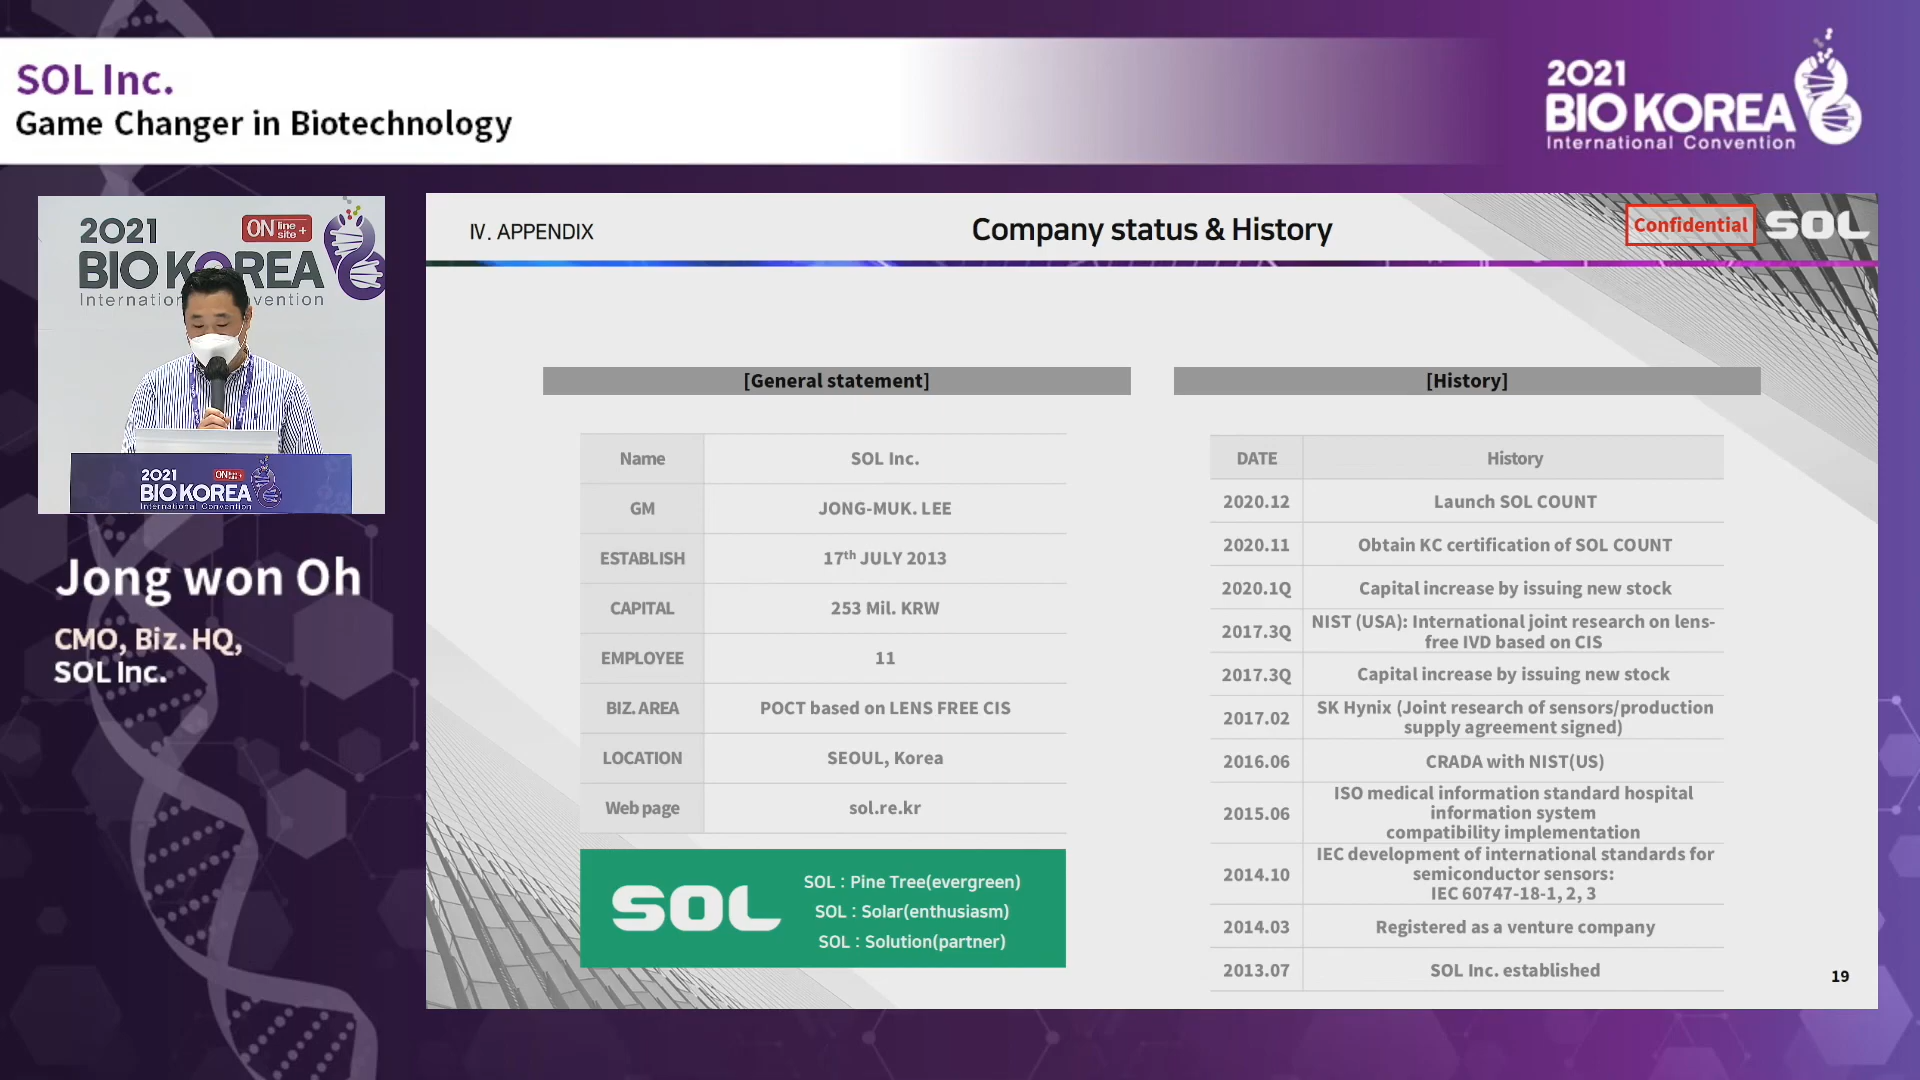 SOL Inc.
Game Changer in Biotechnology
2021
BIO KOREA
International Convention
2021
ON line site +
BIO KOREA
International Convention
2021
BIO KOREA
International Convention
Jong won Oh
CMO, Biz. HQ,
SOL Inc.
IV. APPENDIX
Company status & History
Confidential
SOL
[General statement]
Name SOL Inc.
GM JONG-MUK. LEE
ESTABLISH 17th JULY 2013
CAPITAL 253 Mil. KRW
EMPLOYEE 11
BIZ. AREA POCT based on LENS FREE CIS
LOCATION SEOUL, Korea
Web page sol.re.kr
SOL
SOL : Pine Tree(evergreen)
SOL : Solar(enthusiasm)
SOL : Solution(partner)
[History]
DATE History
2020.12 Launch SOL COUNT
2020.11 Obtain KC certification of SOL COUNT
2020.1Q Capital increase by issuing new stock
2017.3Q NIST (USA): International joint research on lens-
free IVD based on CIS
2017.3Q Capital increase by issuing new stock
2017.02 SK Hynix (Joint research of sensors/production
supply agreement signed)
2016.06 CRADA with NIST(US)
2015.06 ISO medical information standard hospital
information system
compatibility implementation
2014.10 IEC development of international standards for
semiconductor sensors:
IEC 60747-18-1, 2, 3
2014.03 Registered as a venture company
2013.07 SOL Inc. established
19